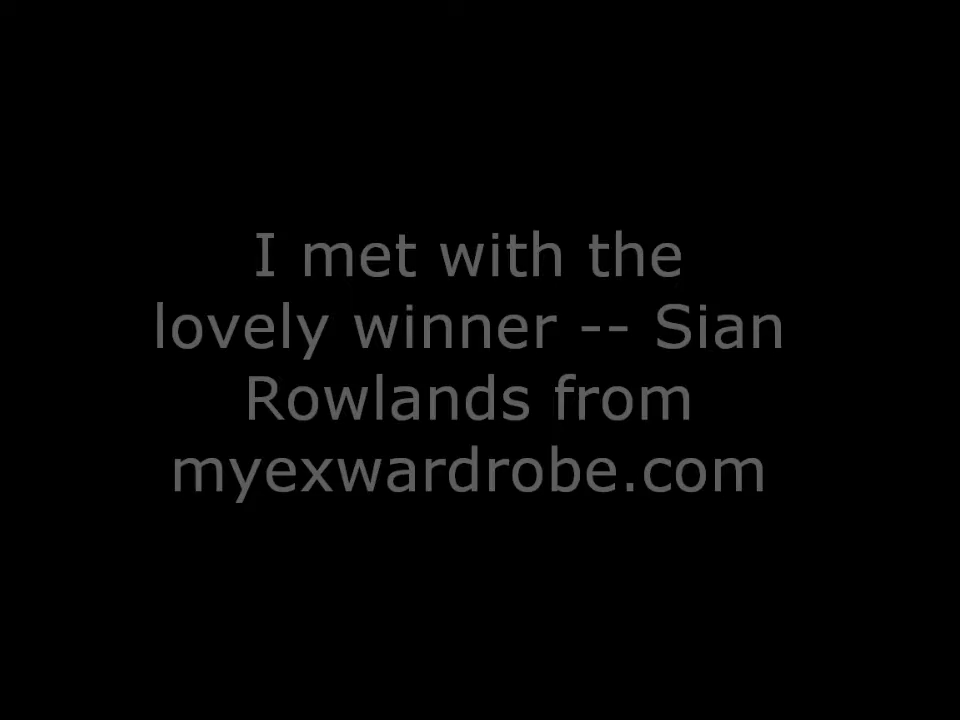 I met with the
lovely winner -- Sian
Rowlands from
myexwardrobe.com